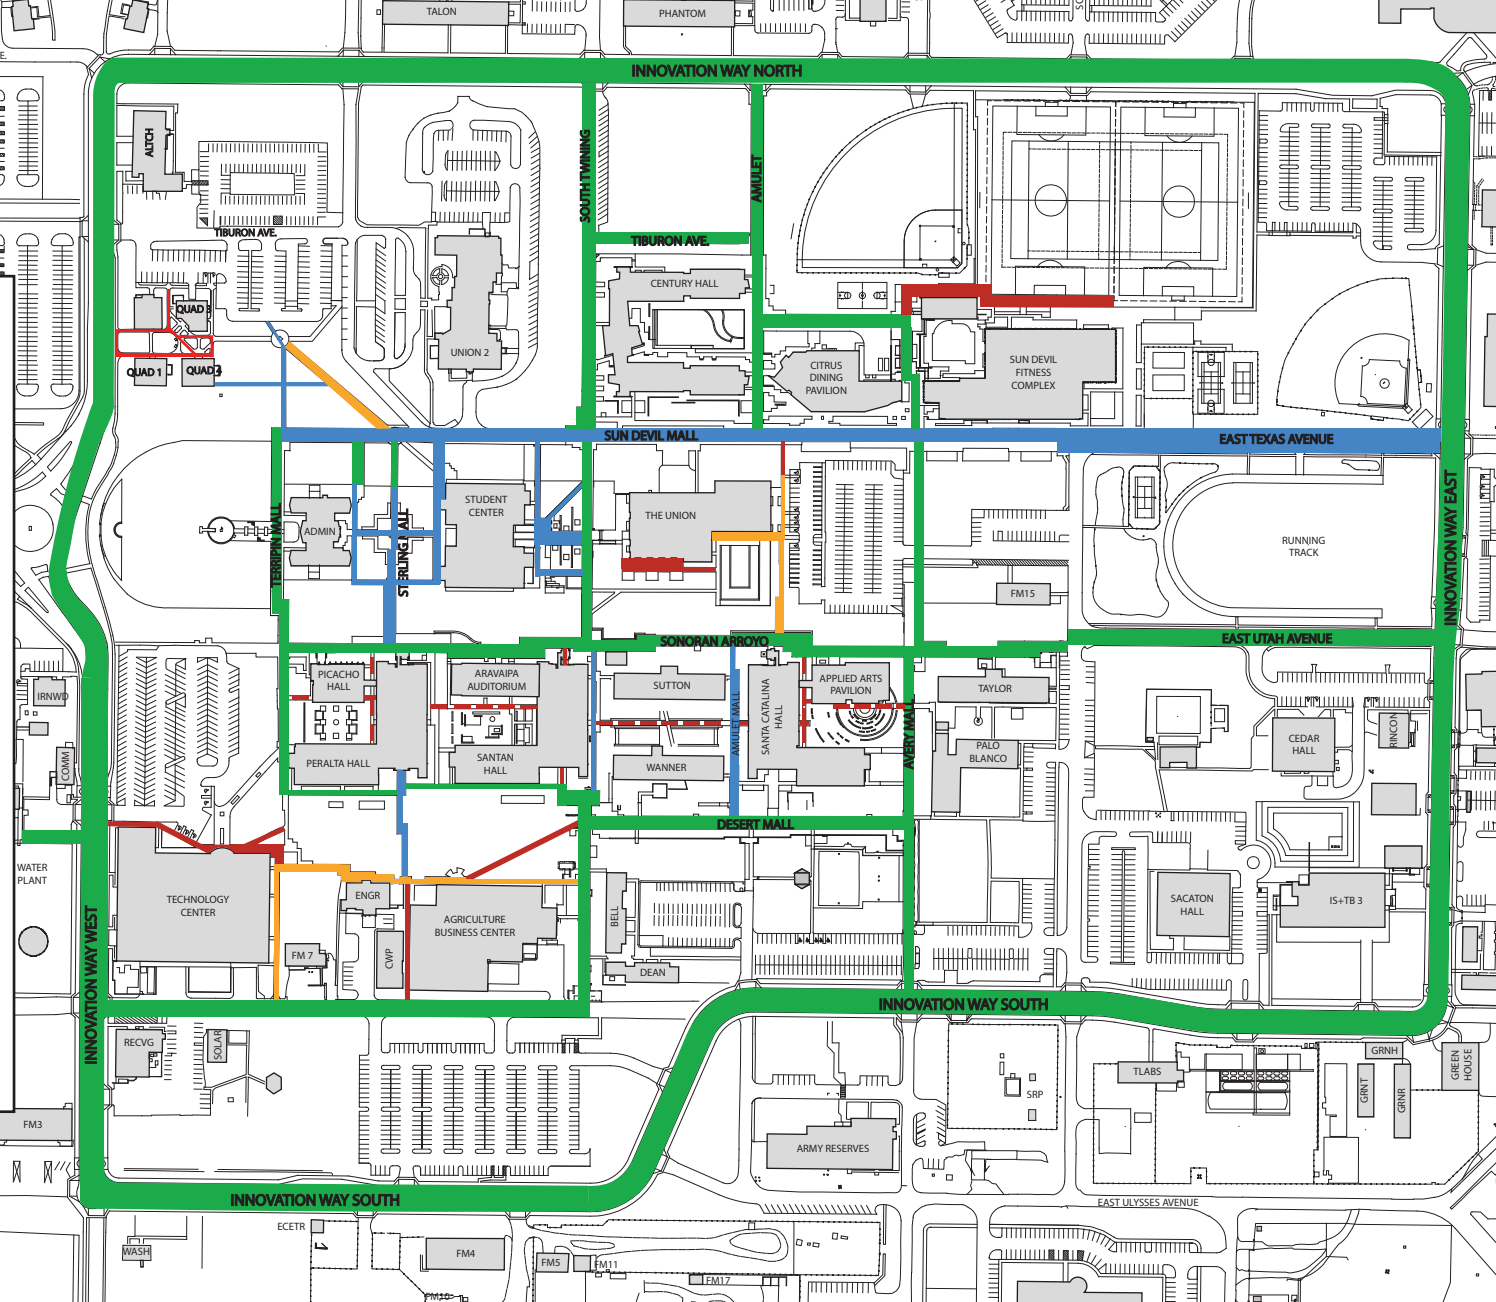 TALON
PHANTOM
INNOVATION WAY NORTH
ALTCH
SOUTH TWINING
AMULET
TIBURON AVE.
TIBURON AVE.
CENTURY HALL
QUAD 3
UNION 2
QUAD 1
QUAD 4
CITRUS
DINING
PAVILION
SUN DEVIL
FITNESS
COMPLEX
SUN DEVIL MALL
EAST TEXAS AVENUE
TERRIPIN MALL
ADMIN
STERLING MALL
STUDENT
CENTER
THE UNION
INNOVATION WAY EAST
RUNNING
TRACK
FM15
SONORAN ARROYO
EAST UTAH AVENUE
IRNWD
PICACHO
HALL
ARAVAIPA
AUDITORIUM
SUTTON
AMULET MALL
SANTA CATALINA
HALL
APPLIED ARTS
PAVILION
AVERY MALL
TAYLOR
COMM
PERALTA HALL
SANTAN
HALL
WANNER
PALO
BLANCO
CEDAR
HALL
RINCON
DESERT MALL
WATER
PLANT
INNOVATION WAY WEST
TECHNOLOGY
CENTER
ENGR
AGRICULTURE
BUSINESS CENTER
BELL
SACATON
HALL
IS+TB 3
FM 7
CWP
DEAN
INNOVATION WAY SOUTH
RECVG
SOLAR
GRNH
GREEN
HOUSE
TLABS
GRNT
GRNR
SRP
FM3
ARMY RESERVES
INNOVATION WAY SOUTH
EAST ULYSSES AVENUE
ECETR
WASH
FM4
FM5
FM11
FM17
FM10